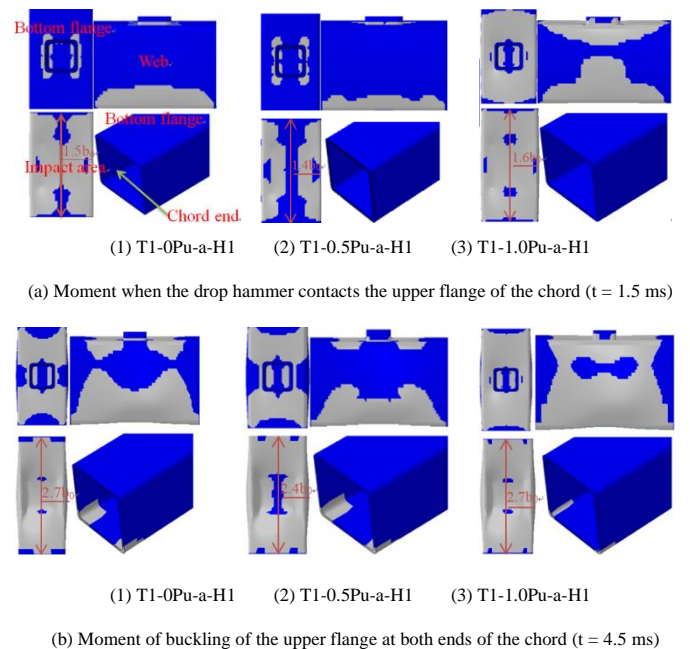 Bottom flange
Web
Bottom flange
1.5b₀
Impact area
Chord end
1.4b₀
1.6b₀
(1) T1-0Pu-a-H1 (2) T1-0.5Pu-a-H1 (3) T1-1.0Pu-a-H1
(a) Moment when the drop hammer contacts the upper flange of the chord (t = 1.5 ms)
2.7b₀
2.4b₀
2.7b₀
(1) T1-0Pu-a-H1 (2) T1-0.5Pu-a-H1 (3) T1-1.0Pu-a-H1
(b) Moment of buckling of the upper flange at both ends of the chord (t = 4.5 ms)